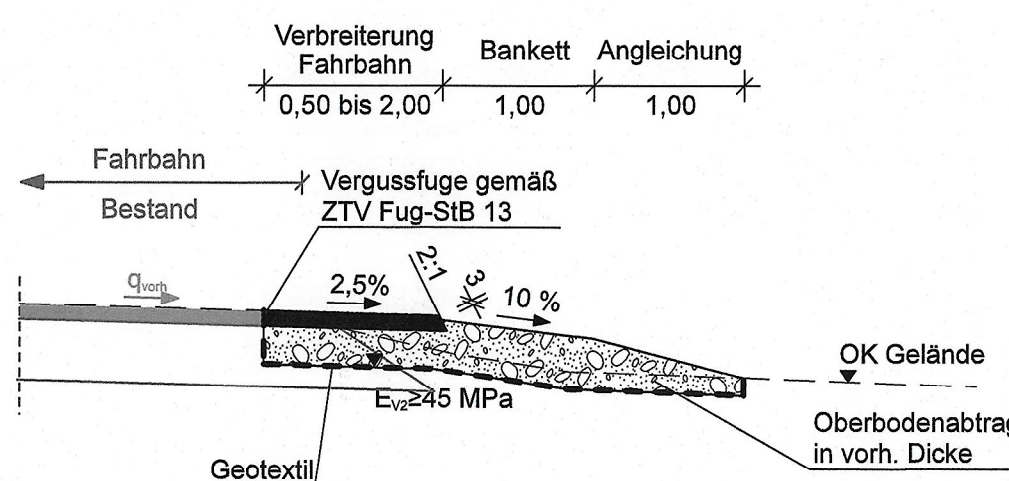 Verbreiterung
Fahrbahn
Bankett
Angleichung
0,50 bis 2,00
1,00
1,00
Fahrbahn
Bestand
Vergussfuge gemäß
ZTV Fug-StB 13
qvorh
2,5%
2:1
3
10 %
OK Gelände
EV2≥45 MPa
Oberbodenabtrag
in vorh. Dicke
Geotextil